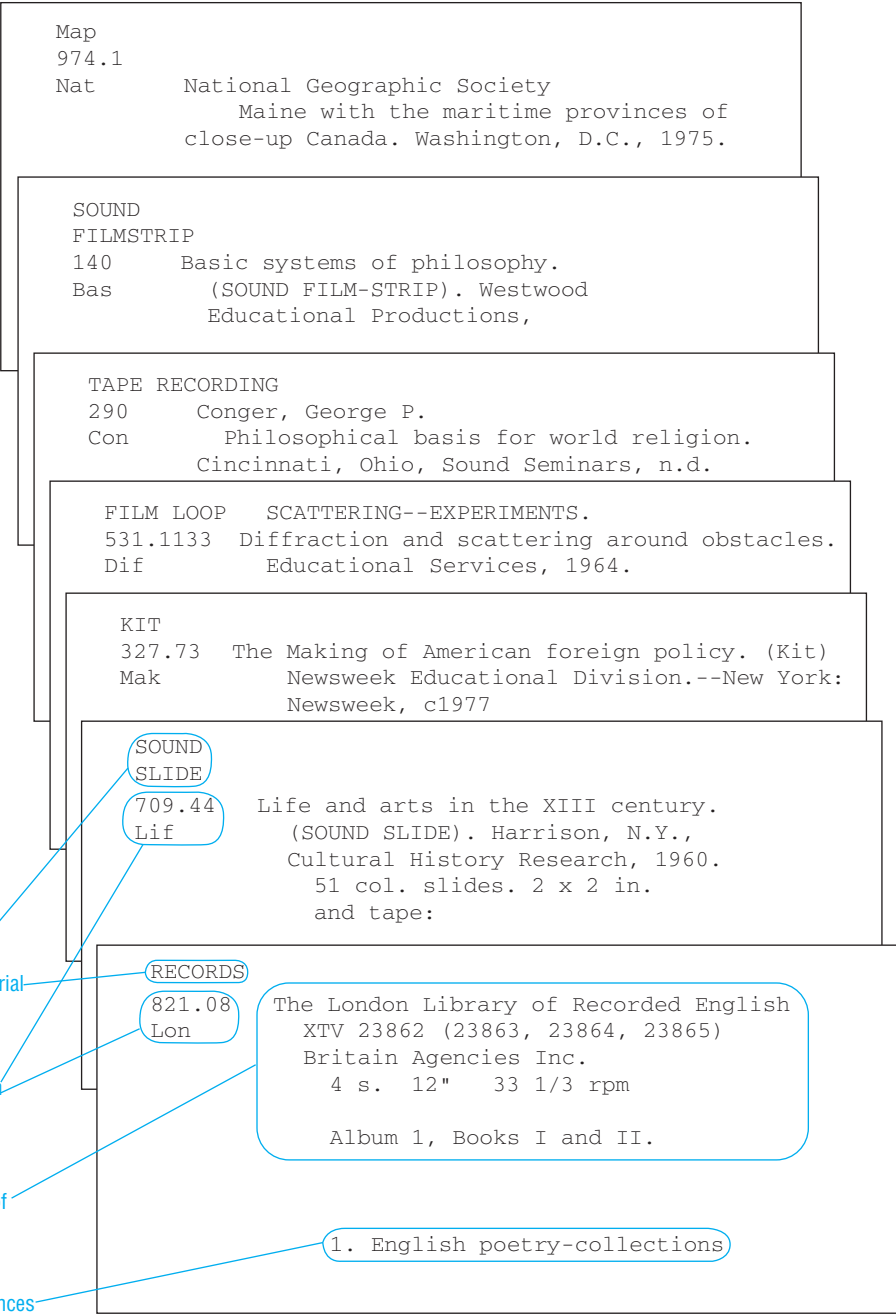 Map
974.1
Nat National Geographic Society
Maine with the maritime provinces of
close-up Canada. Washington, D.C., 1975.
SOUND
FILMSTRIP
140 Basic systems of philosophy.
Bas (SOUND FILM-STRIP). Westwood
Educational Productions,
TAPE RECORDING
290 Conger, George P.
Con Philosophical basis for world religion.
Cincinnati, Ohio, Sound Seminars, n.d.
FILM LOOP SCATTERING--EXPERIMENTS.
531.1133 Diffraction and scattering around obstacles.
Dif Educational Services, 1964.
KIT
327.73 The Making of American foreign policy. (Kit)
Mak Newsweek Educational Division.--New York:
Newsweek, c1977
SOUND
SLIDE
709.44 Life and arts in the XIII century.
Lif (SOUND SLIDE). Harrison, N.Y.,
Cultural History Research, 1960.
51 col. slides. 2 x 2 in.
and tape:
RECORDS
821.08 The London Library of Recorded English
Lon XTV 23862 (23863, 23864, 23865)
Britain Agencies Inc.
4 s. 12" 33 1/3 rpm
Album 1, Books I and II.
1. English poetry-collections